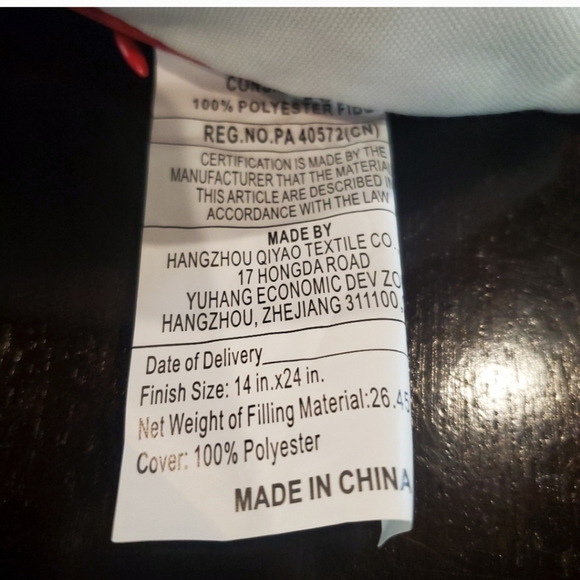 100% POLYESTER
REG.NO.PA 40572(CN)
CERTIFICATION IS MADE BY THE
MANUFACTURER THAT THE MATERIA
THIS ARTICLE ARE DESCRIBED IN
ACCORDANCE WITH THE LAW
MADE BY
HANGZHOU QIYAO TEXTILE CO.
17 HONGDA ROAD
YUHANG ECONOMIC DEV ZO
HANGZHOU, ZHEJIANG 311100,
Date of Delivery
Finish Size: 14 in.x24 in.
Net Weight of Filling Material:26.45
Cover: 100% Polyester
MADE IN CHINA